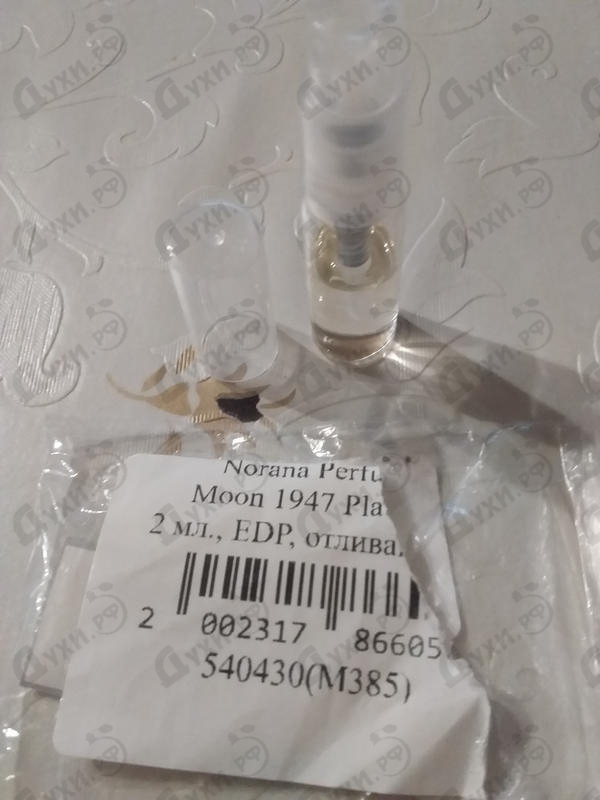 Norana Perfu
Moon 1947 Pla
2 мл., EDP, отлива
2 002317 86605
540430(M385)
Духи.рф